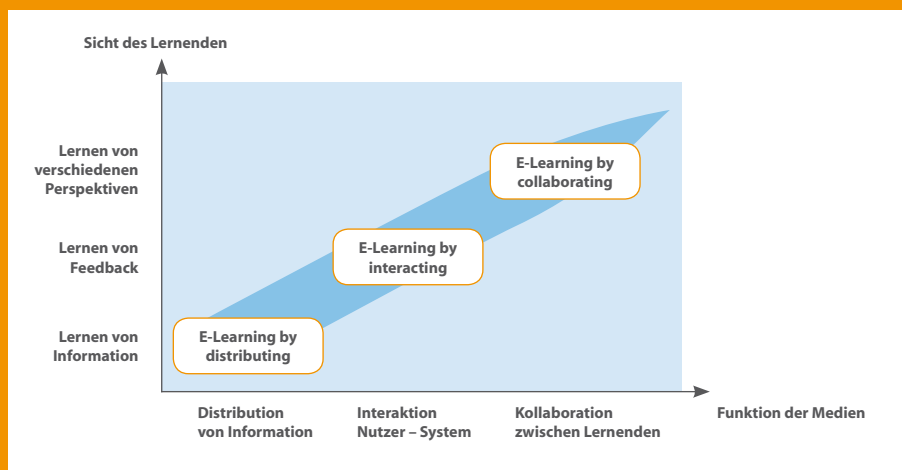 Sicht des Lernenden
Lernen von
verschiedenen
Perspektiven
E-Learning by
collaborating
Lernen von
Feedback
E-Learning by
interacting
Lernen von
Information
E-Learning by
distributing
Distribution
von Information
Interaktion
Nutzer – System
Kollaboration
zwischen Lernenden
Funktion der Medien